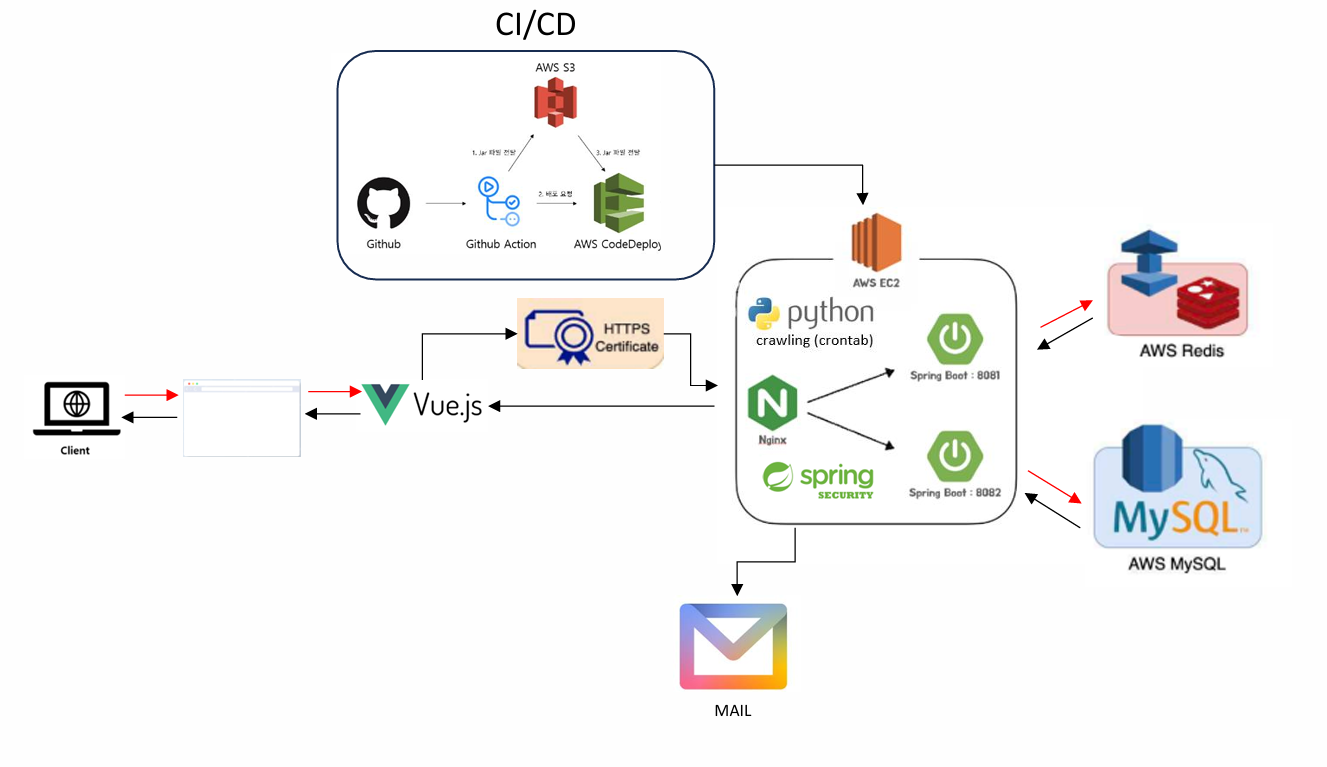 CI/CD
AWS S3
1. Jar 파일 전달
3. Jar 파일 전달
2. 배포 요청
Github
Github Action
AWS CodeDeploy
AWS EC2
python
crawling (crontab)
HTTPS
Certificate
Spring Boot : 8081
AWS Redis
Vue.js
N
Nginx
Client
spring
SECURITY
Spring Boot : 8082
MySQL
AWS MySQL
MAIL